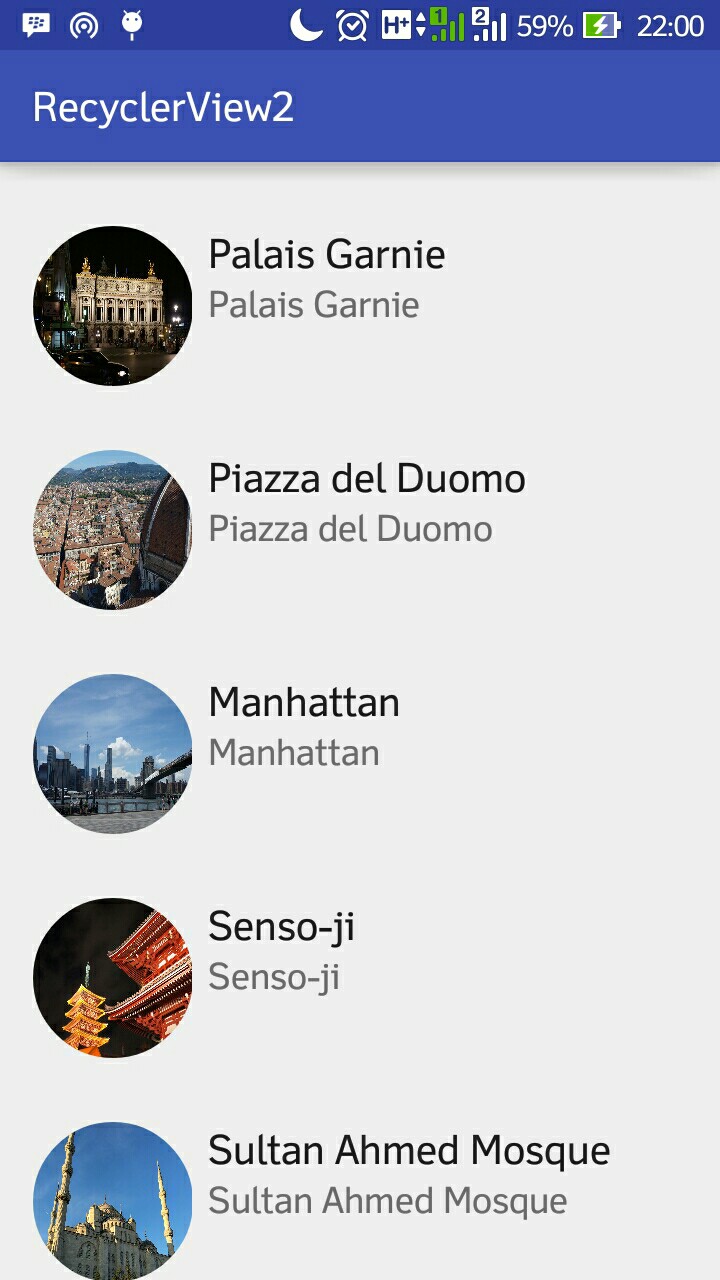 H+ 1 2 59% 22:00
RecyclerView2
Palais Garnie
Palais Garnie
Piazza del Duomo
Piazza del Duomo
Manhattan
Manhattan
Senso-ji
Senso-ji
Sultan Ahmed Mosque
Sultan Ahmed Mosque